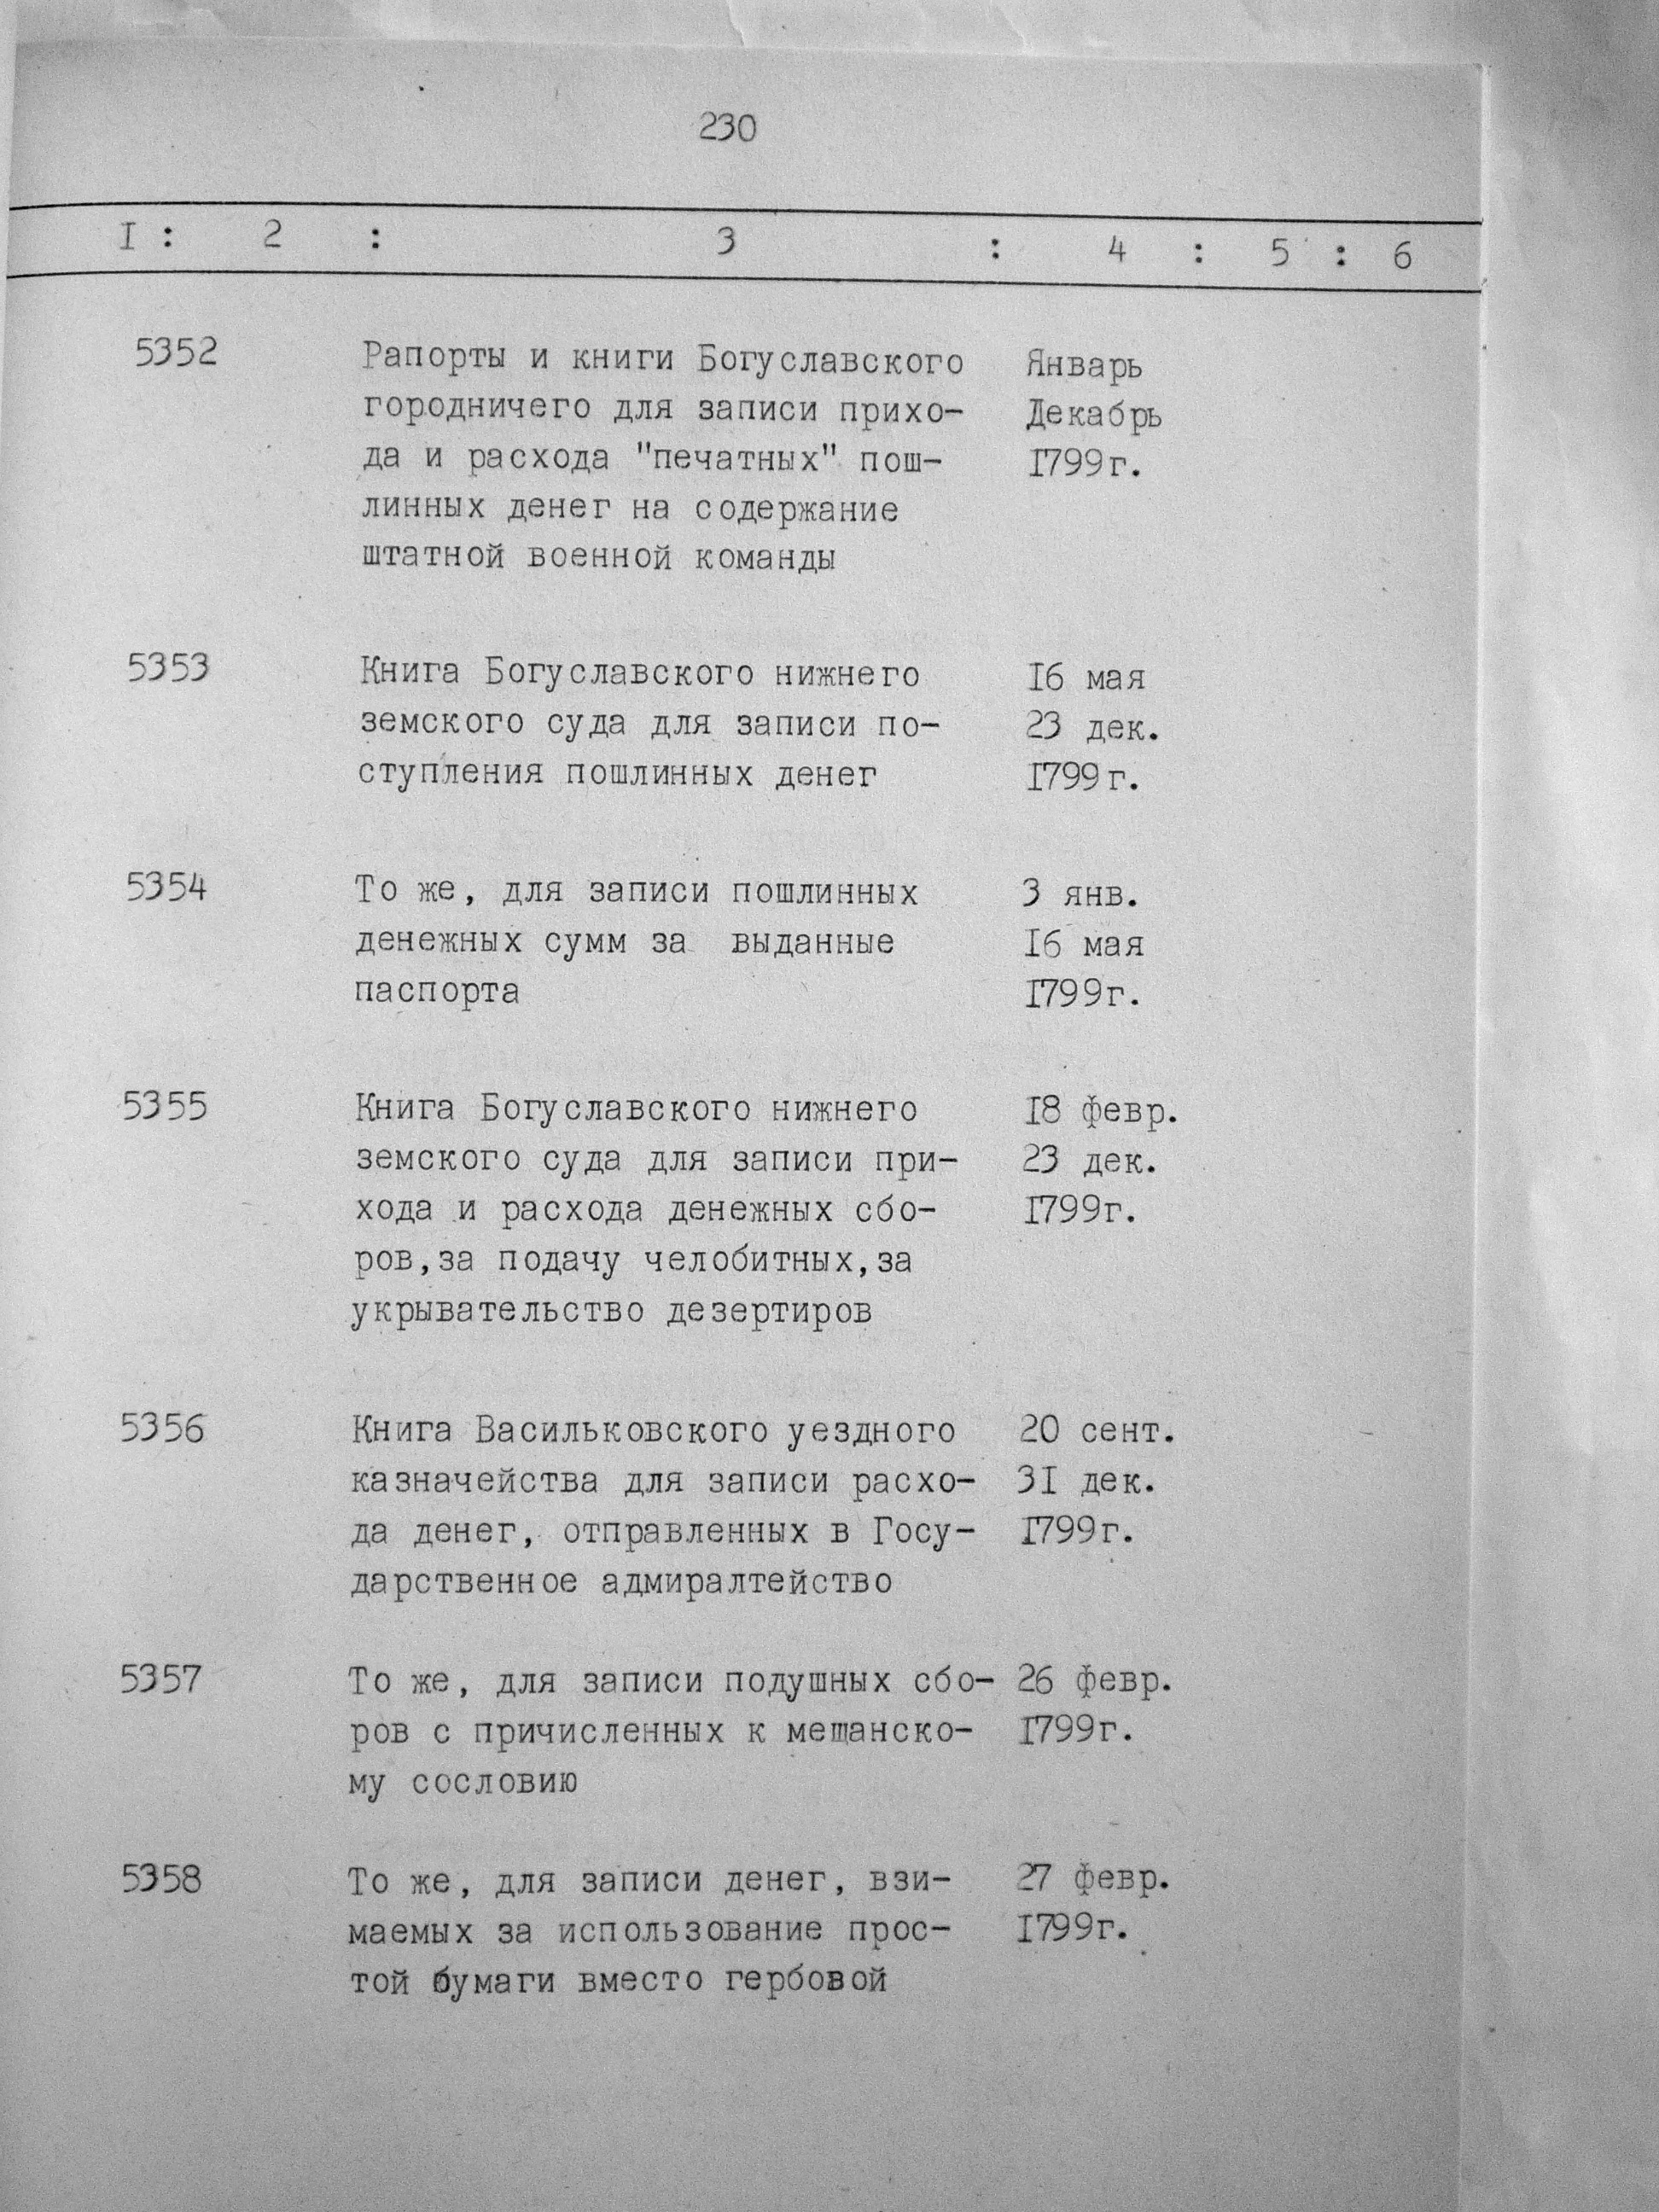 230
I : 2 : 3 : 4 : 5 : 6
5352 Рапорты и книги Богуславского Январь
городничего для записи прихо- Декабрь
да и расхода "печатных" пош- I799г.
линных денег на содержание
штатной военной команды
5353 Книга Богуславского нижнего I6 мая
земского суда для записи по- 23 дек.
ступления пошлинных денег I799г.
5354 То же, для записи пошлинных 3 янв.
денежных сумм за выданные I6 мая
паспорта I799г.
5355 Книга Богуславского нижнего I8 февр.
земского суда для записи при- 23 дек.
хода и расхода денежных сбо- I799г.
ров,за подачу челобитных,за
укрывательство дезертиров
5356 Книга Васильковского уездного 20 сент.
казначейства для записи расхо- 3I дек.
да денег, отправленных в Госу- I799г.
дарственное адмиралтейство
5357 То же, для записи подушных сбо- 26 февр.
ров с причисленных к мещанско- I799г.
му сословию
5358 То же, для записи денег, взи- 27 февр.
маемых за использование прос- I799г.
той бумаги вместо гербовой